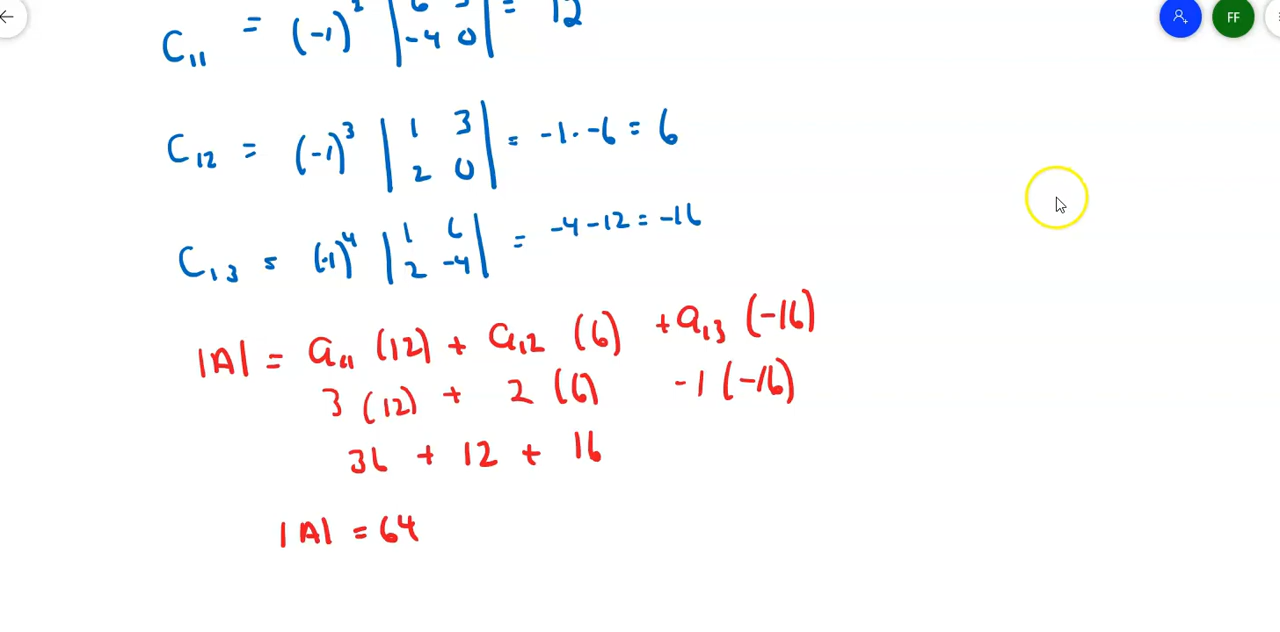 FF
C₁₁ = (-1)² | 6 3 | = 12
| -4 0 |
C₁₂ = (-1)³ | 1 3 | = -1 · -6 = 6
| 2 0 |
C₁₃ = (-1)⁴ | 1 6 | = -4 - 12 = -16
| 2 -4 |
|A| = a₁₁ (12) + a₁₂ (6) + a₁₃ (-16)
3 (12) + 2 (6) -1 (-16)
36 + 12 + 16
|A| = 64